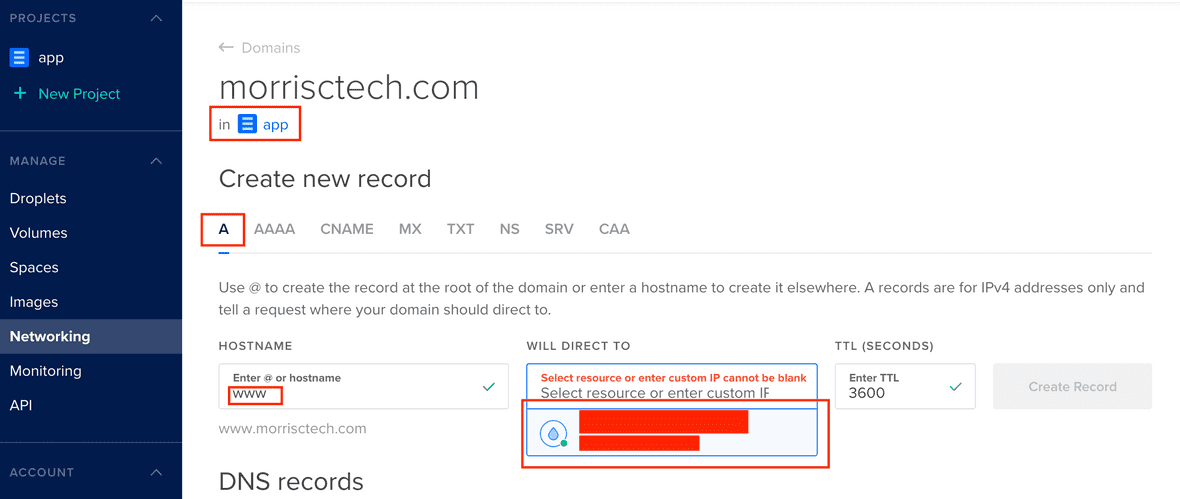 PROJECTS
app
+ New Project
MANAGE
Droplets
Volumes
Spaces
Images
Networking
Monitoring
API
ACCOUNT
← Domains
morrisctech.com
in app
Create new record
A AAAA CNAME MX TXT NS SRV CAA
Use @ to create the record at the root of the domain or enter a hostname to create it elsewhere. A records are for IPv4 addresses only and
tell a request where your domain should direct to.
HOSTNAME WILL DIRECT TO TTL (SECONDS)
Enter @ or hostname Select resource or enter custom IP cannot be blank Enter TTL
www Select resource or enter custom IP 3600 Create Record
www.morrisctech.com
DNS records